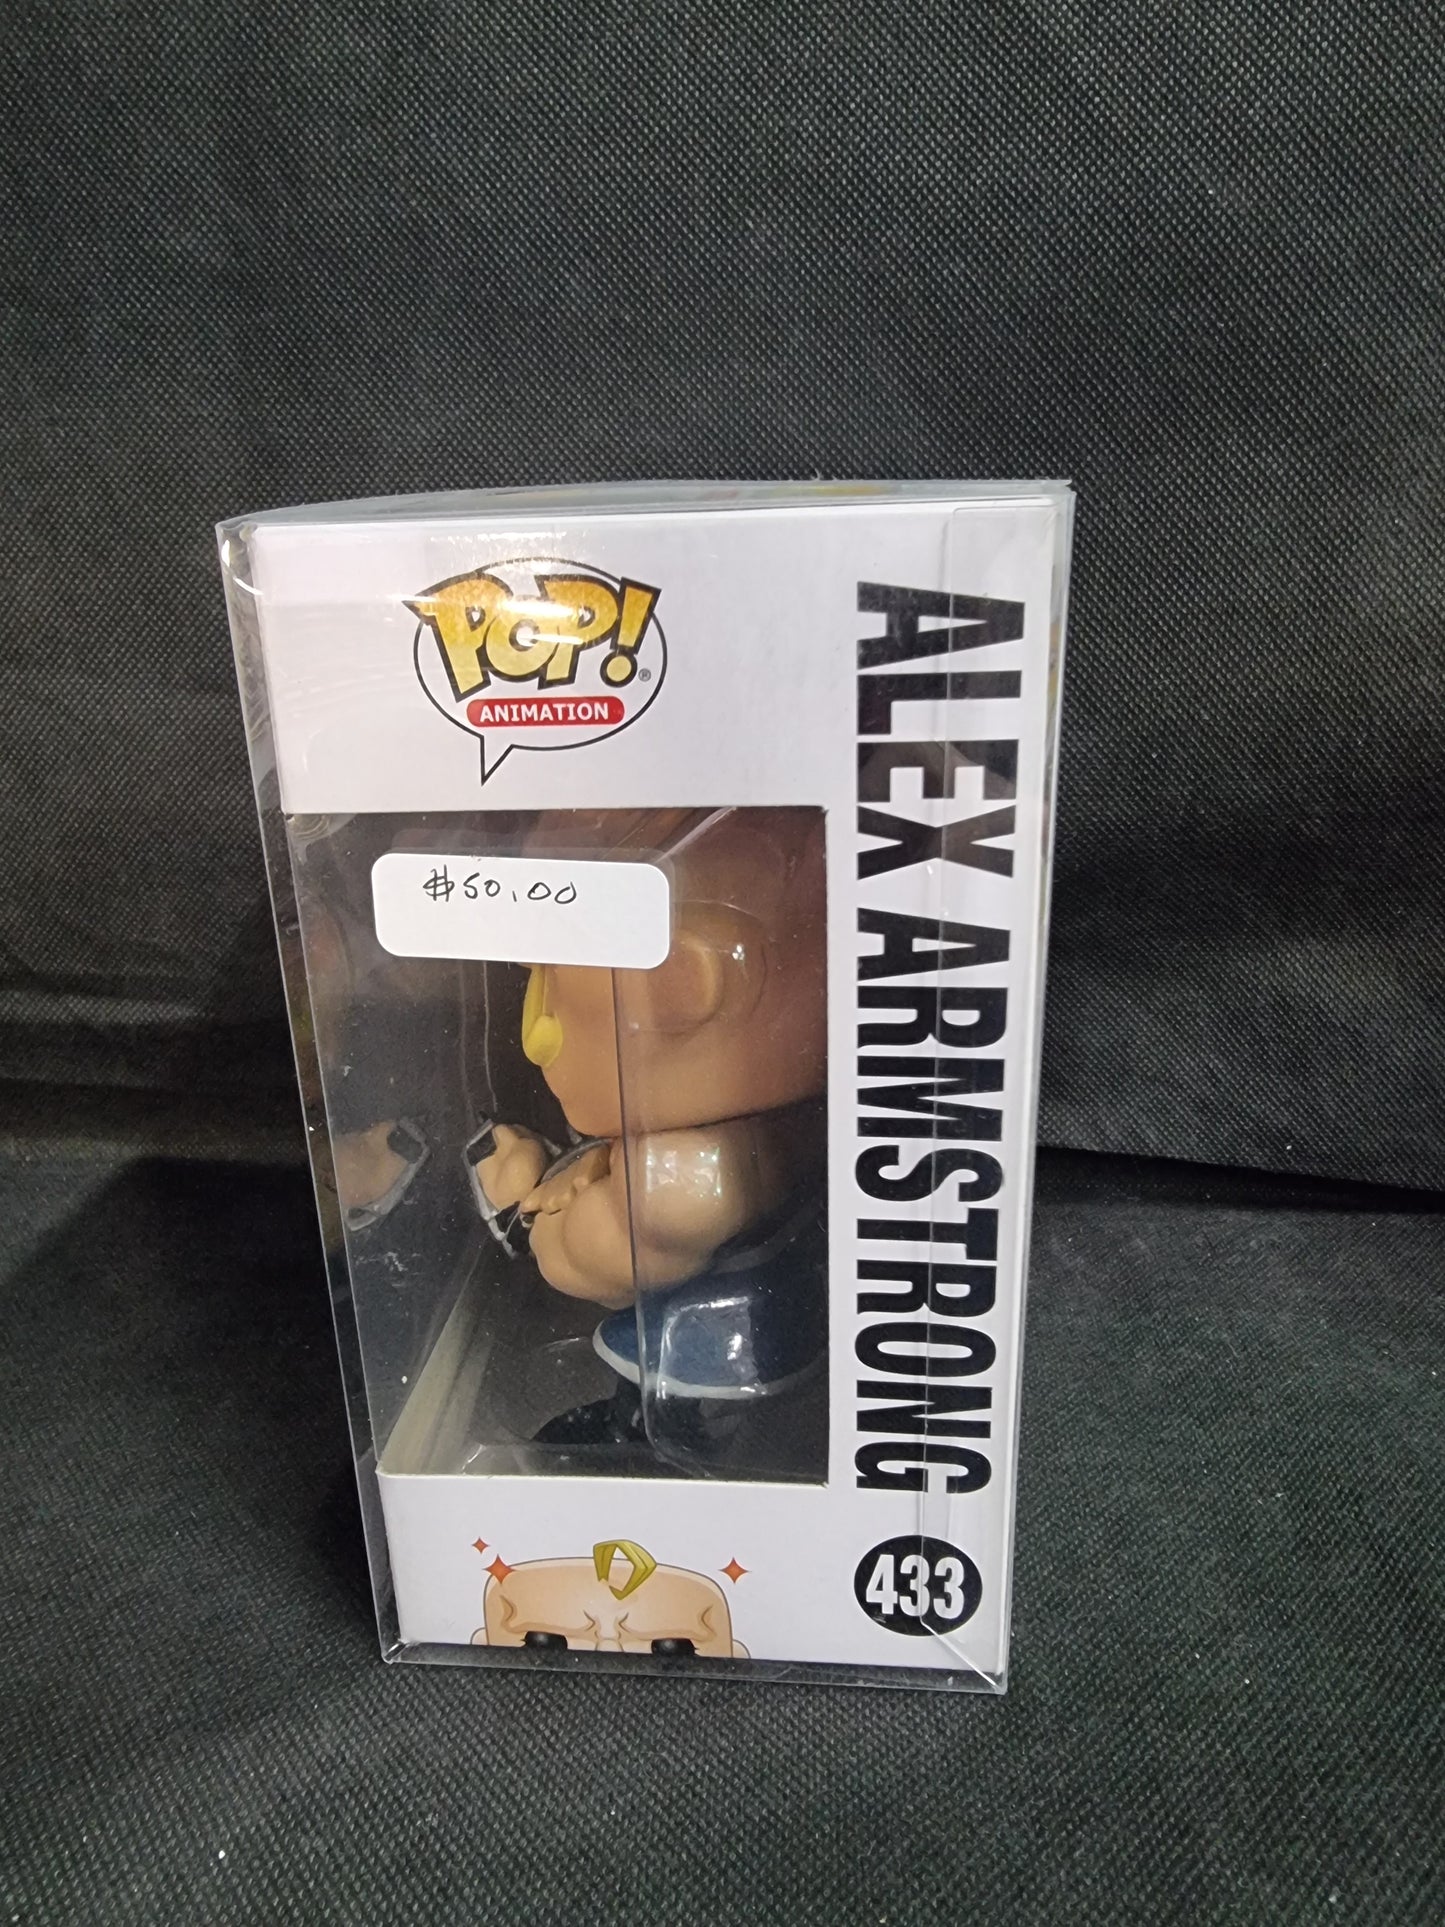 POP!®
ANIMATION
$50.00
ALEX ARMSTRONG
433